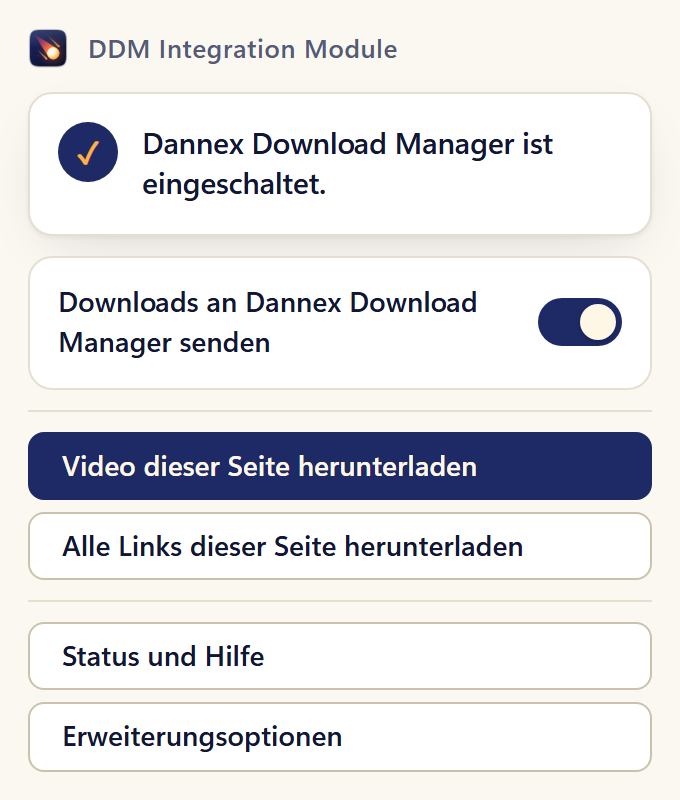 DDM Integration Module
Dannex Download Manager ist
eingeschaltet.
Downloads an Dannex Download
Manager senden
Video dieser Seite herunterladen
Alle Links dieser Seite herunterladen
Status und Hilfe
Erweiterungsoptionen